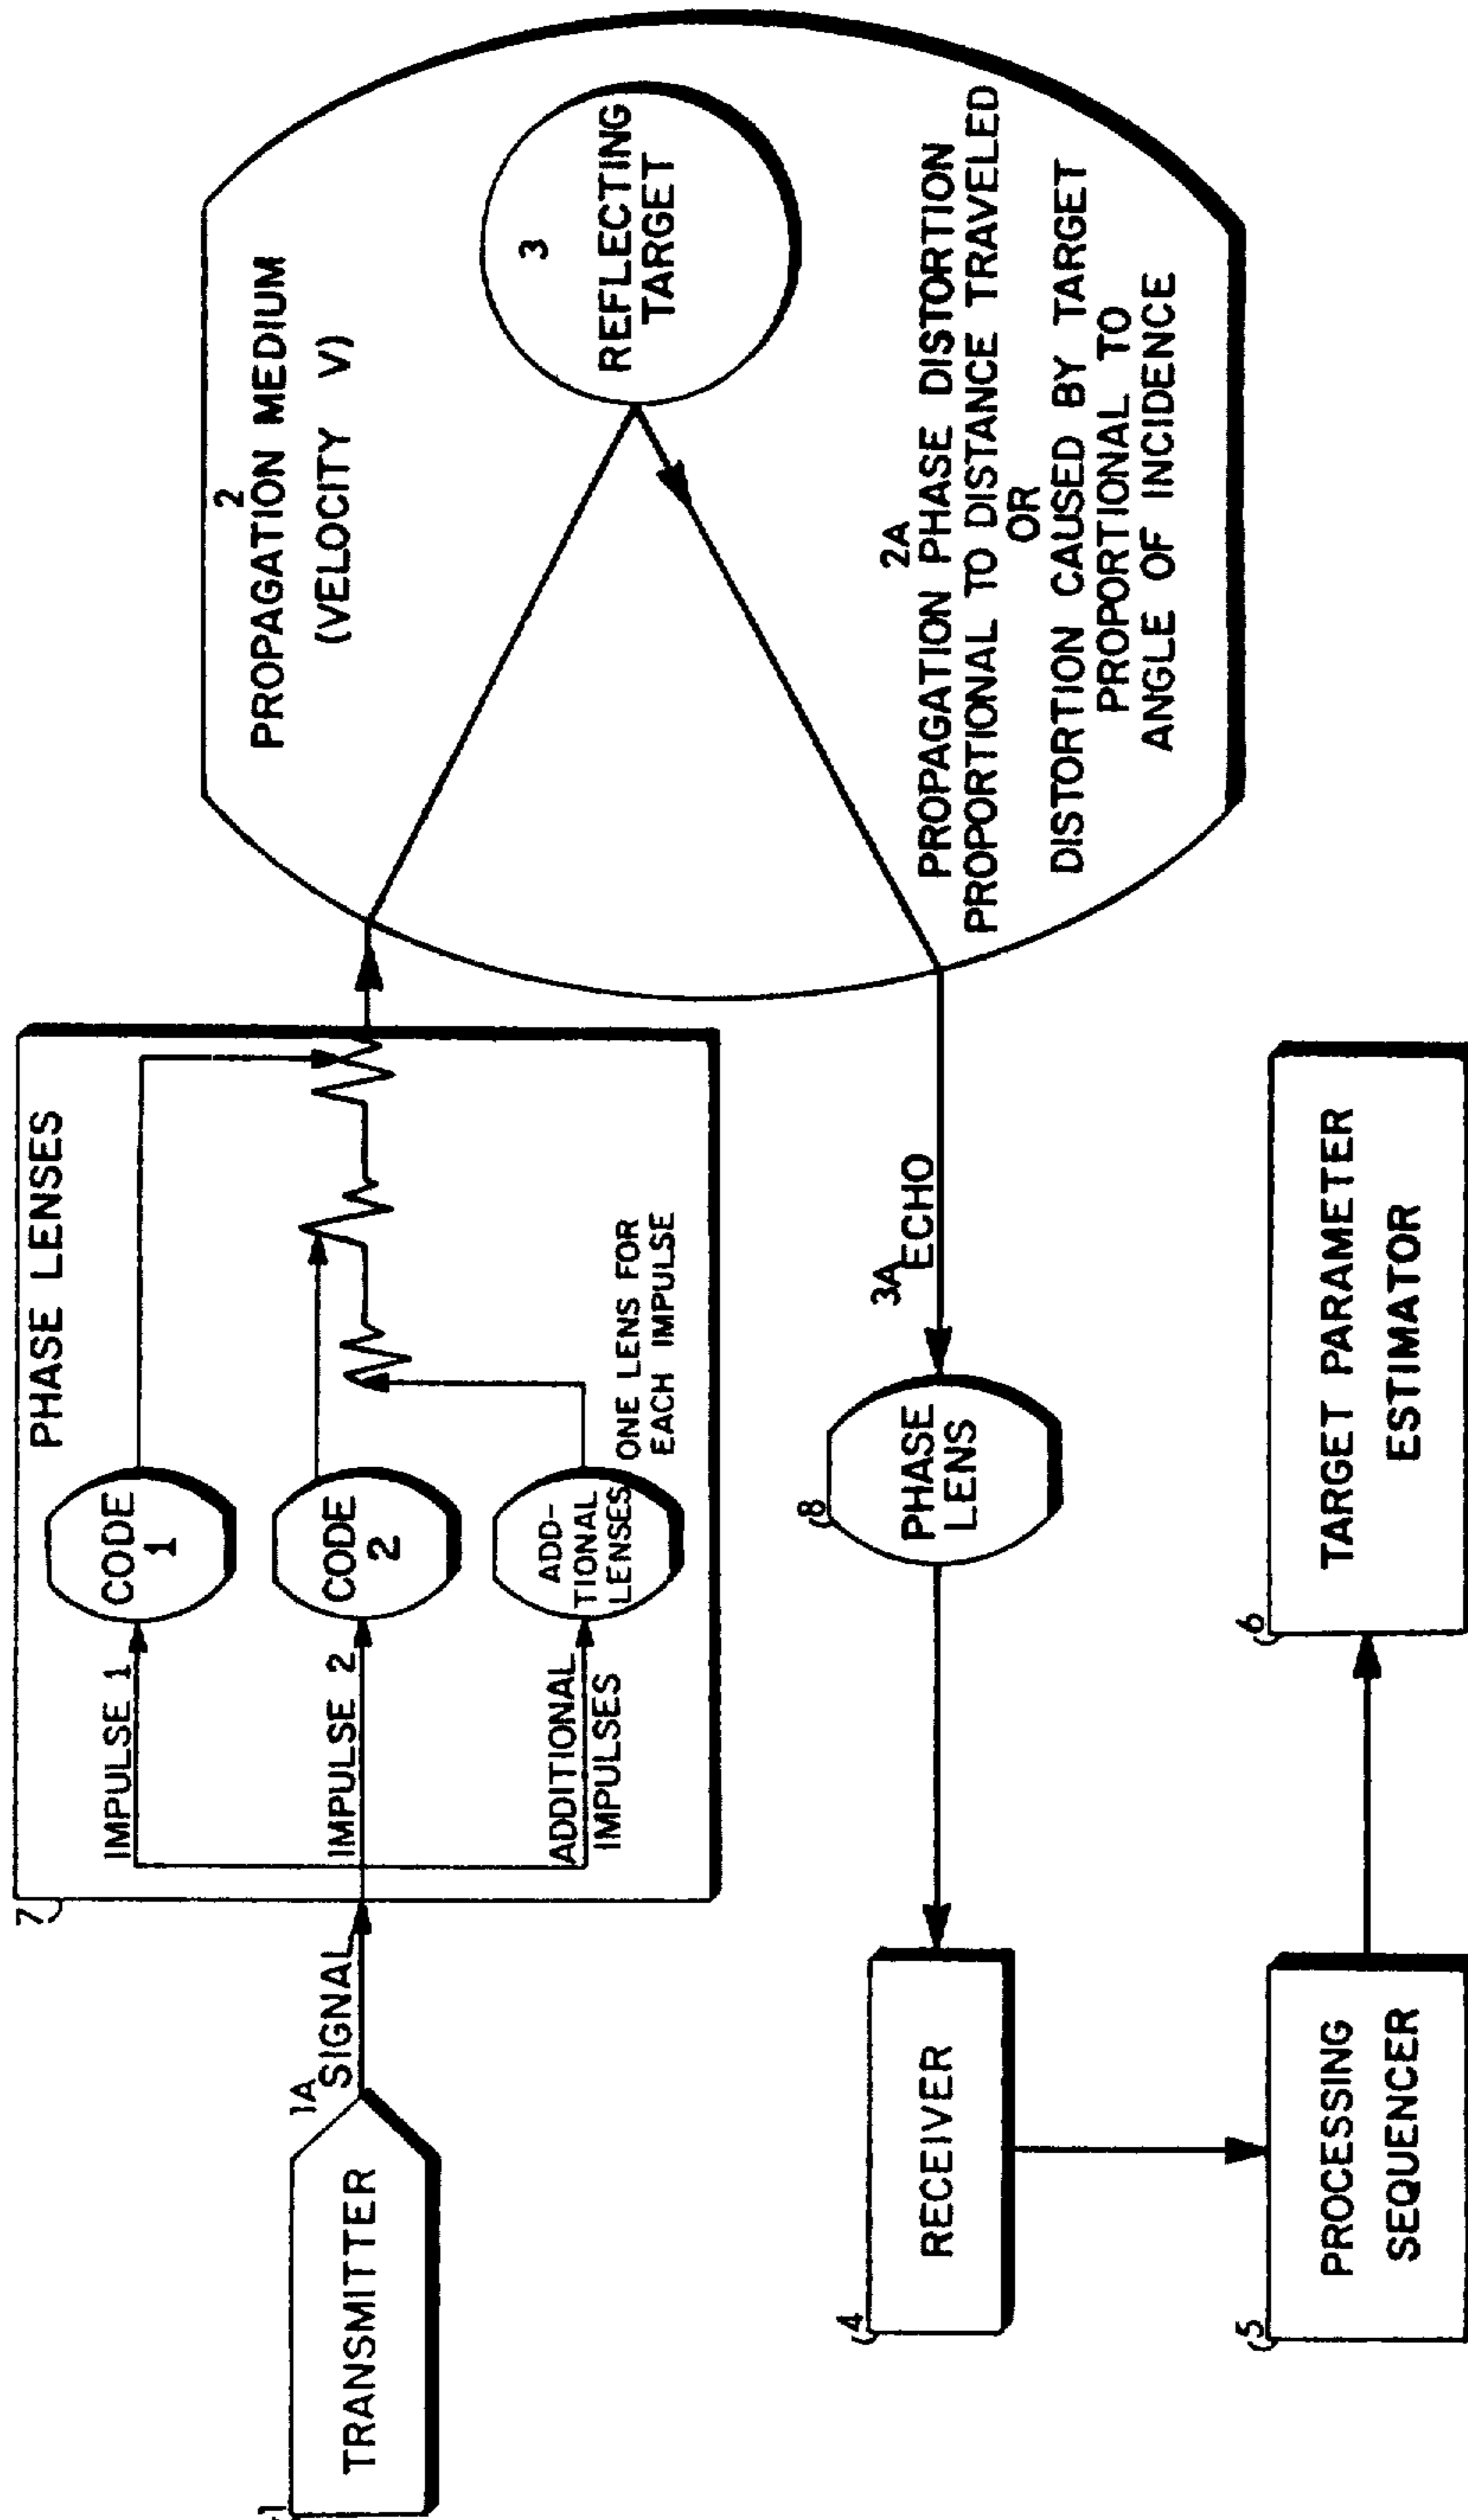 1
TRANSMITTER
1A
SIGNAL
7
PHASE LENSES
IMPULSE 1
CODE
1
IMPULSE 2
CODE
2
ADDITIONAL
IMPULSES
ADD-
TIONAL
LENSES
ONE LENS FOR
EACH IMPULSE
2
PROPAGATION MEDIUM
(VELOCITY V)
3
REFLECTING
TARGET
2A
PROPAGATION PHASE DISTORTION
PROPORTIONAL TO DISTANCE TRAVELED
OR
DISTORTION CAUSED BY TARGET
PROPORTIONAL TO
ANGLE OF INCIDENCE
3A
ECHO
8
PHASE
LENS
4
RECEIVER
5
PROCESSING
SEQUENCER
6
TARGET PARAMETER
ESTIMATOR